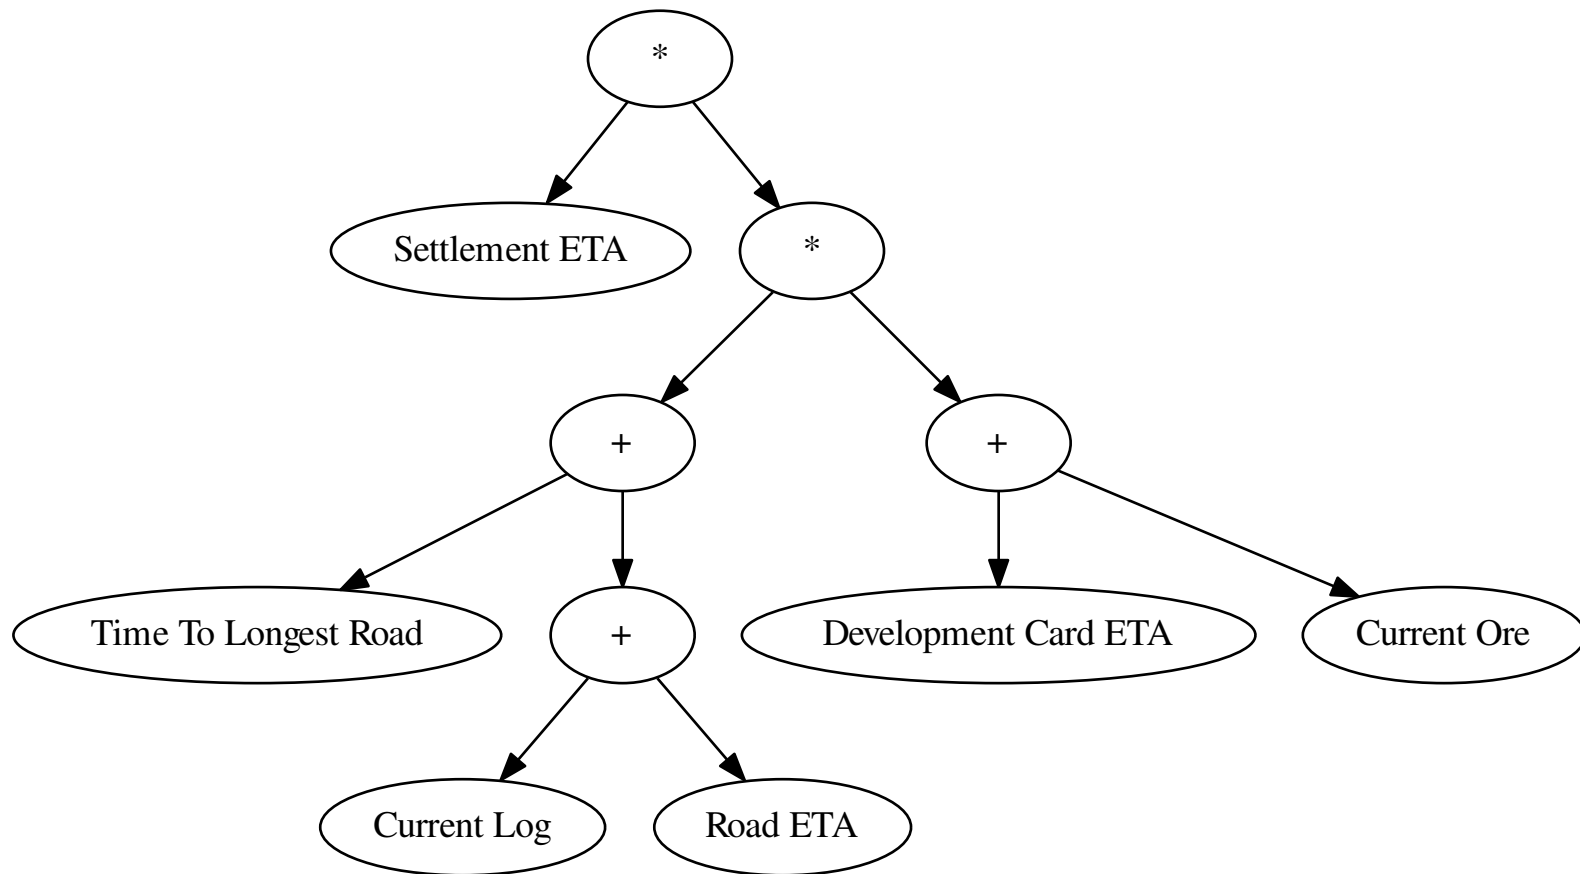 *
Settlement ETA
*
+
+
Time To Longest Road
+
Development Card ETA
Current Ore
Current Log
Road ETA